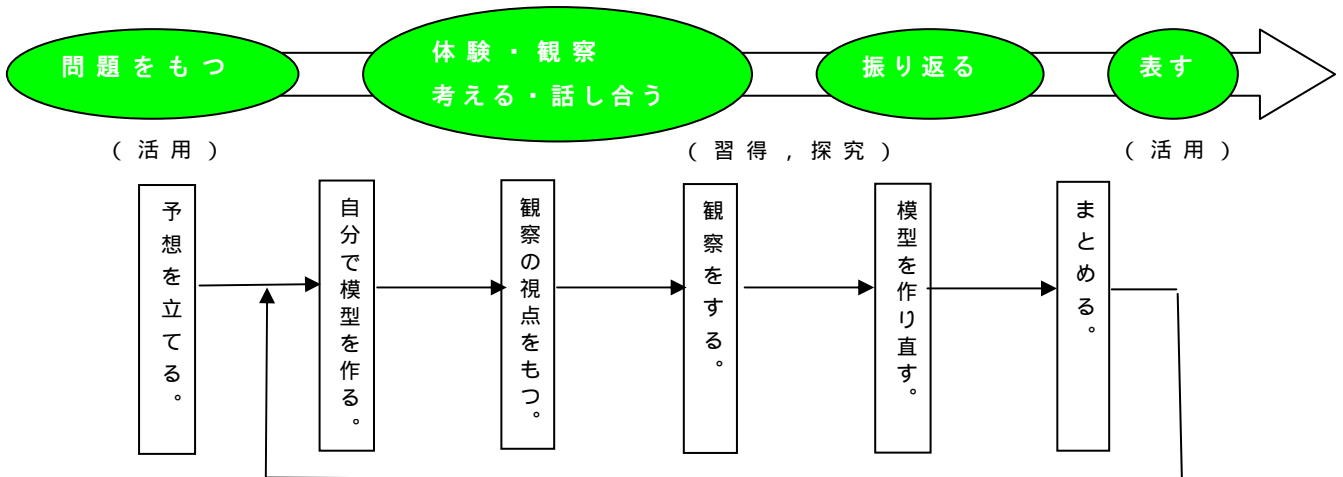 問題をもつ
体験・観察
考える・話し合う
振り返る
表す
(活用)
(習得,探究)
(活用)
予想を立てる。
自分で模型を作る。
観察の視点をもつ。
観察をする。
模型を作り直す。
まとめる。